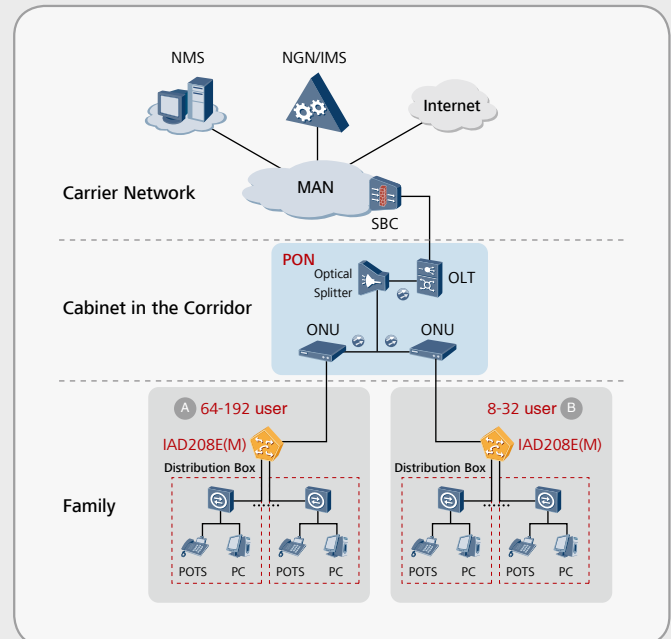 NMS
NGN/IMS
Internet
MAN
Carrier Network
SBC
PON
Optical
Splitter
OLT
Cabinet in the Corridor
ONU
ONU
A 64-192 user
8-32 user B
IAD208E(M)
IAD208E(M)
Distribution Box
Distribution Box
Family
POTS PC POTS PC
POTS PC POTS PC